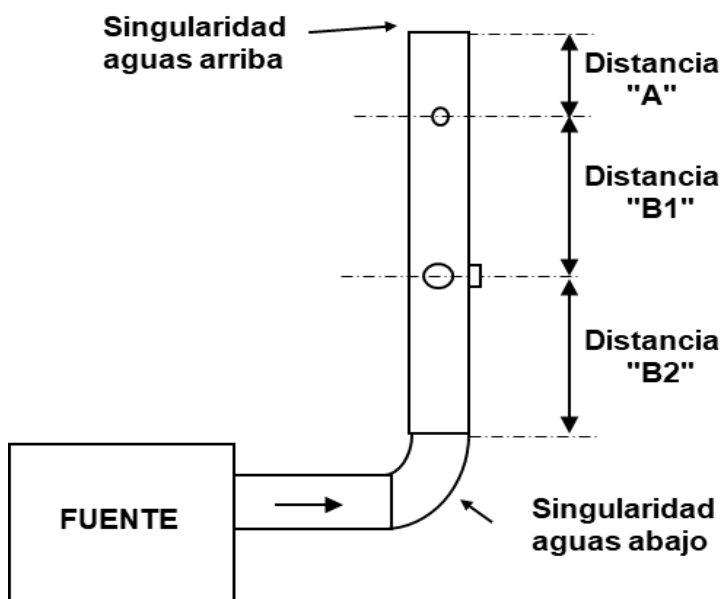 Singularidad
aguas arriba
Distancia
"A"
Distancia
"B1"
Distancia
"B2"
FUENTE
Singularidad
aguas abajo